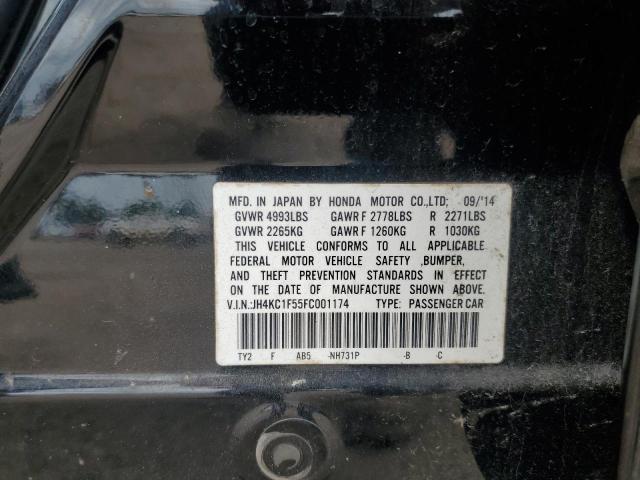 MFD. IN JAPAN BY HONDA MOTOR CO.,LTD; 09/'14
GVWR 4993LBS GAWR F 2778LBS R 2271LBS
GVWR 2265KG GAWR F 1260KG R 1030KG
THIS VEHICLE CONFORMS TO ALL APPLICABLE
FEDERAL MOTOR VEHICLE SAFETY ,BUMPER,
AND THEFT PREVENTION STANDARDS IN EFFECT
ON THE DATE OF MANUFACTURE SHOWN ABOVE.
V.I.N.:JH4KC1F55FC001174 TYPE: PASSENGER CAR
TY2 F AB5 -NH731P -B -C